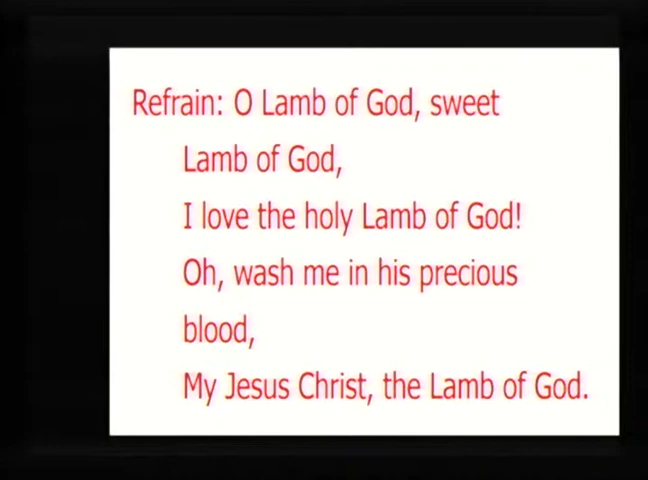 Refrain: O Lamb of God, sweet
Lamb of God,
I love the holy Lamb of God!
Oh, wash me in his precious
blood,
My Jesus Christ, the Lamb of God.